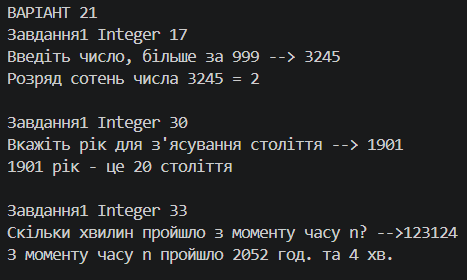 ВАРІАНТ 21
Завдання1 Integer 17
Введіть число, більше за 999 --> 3245
Розряд сотень числа 3245 = 2
Завдання1 Integer 30
Вкажіть рік для з'ясування століття --> 1901
1901 рік - це 20 століття
Завдання1 Integer 33
Скільки хвилин пройшло з моменту часу n? -->123124
З моменту часу n пройшло 2052 год. та 4 хв.